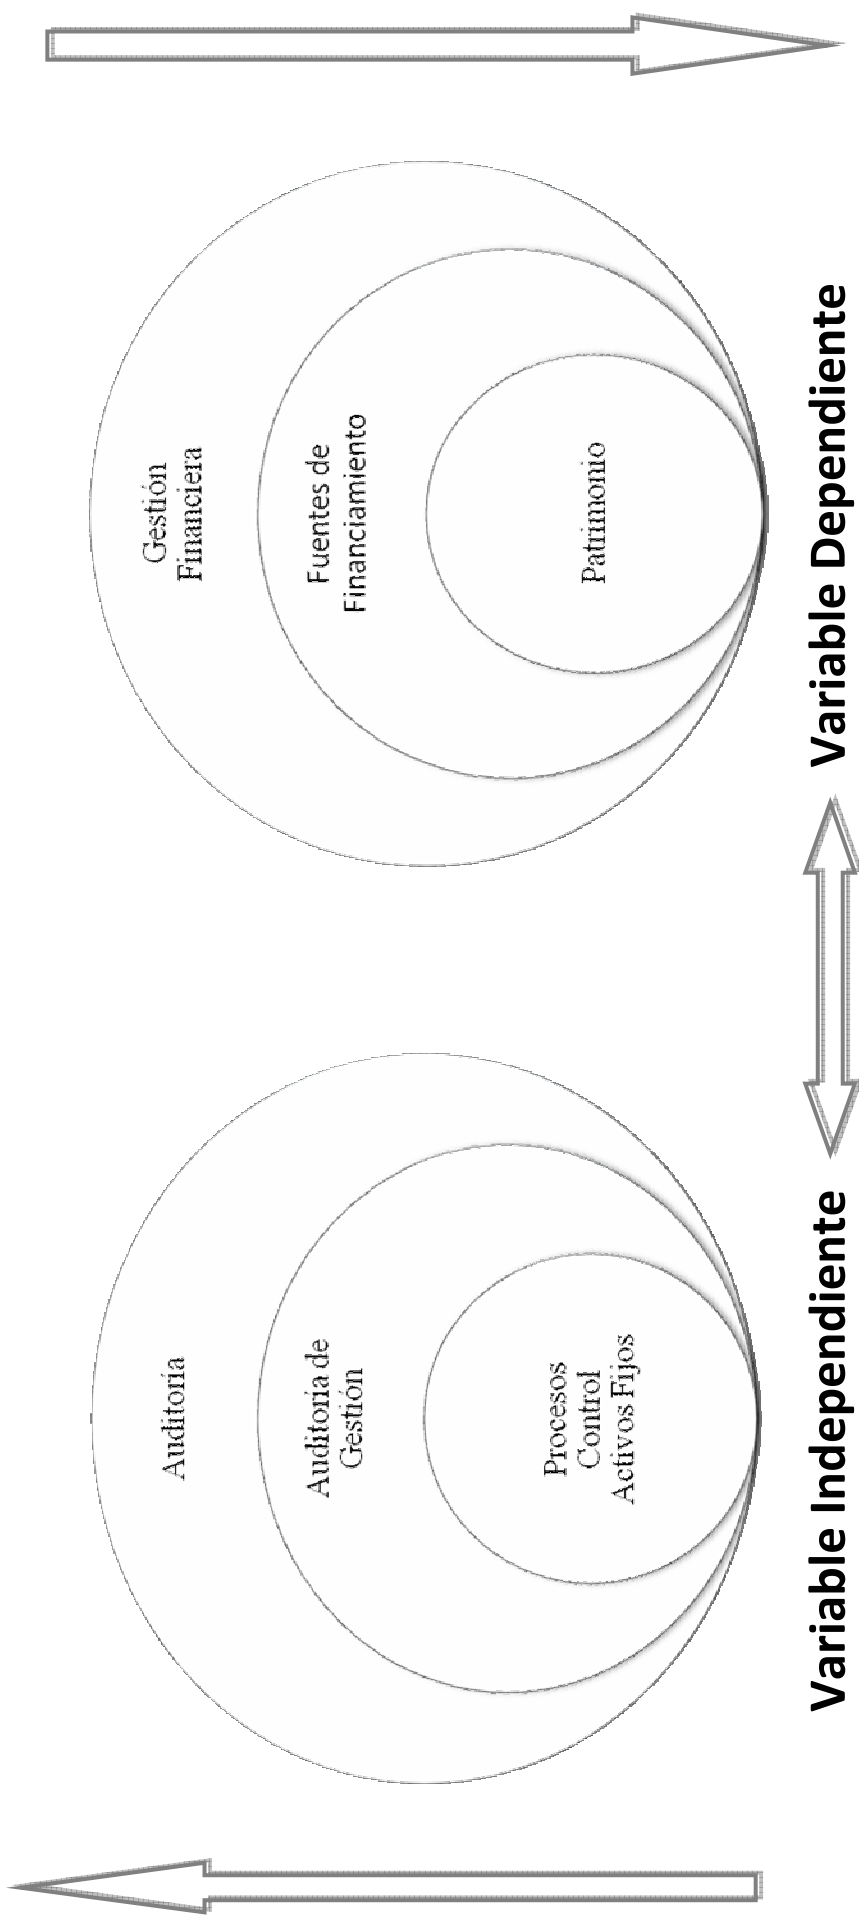 Auditoría
Auditoría de
Gestión
Procesos
Control
Activos Fijos
Variable Independiente
Gestión
Financiera
Fuentes de
Financiamiento
Patrimonio
Variable Dependiente